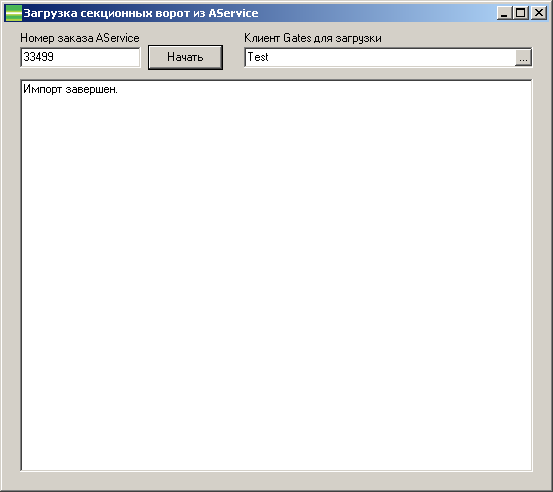 Загрузка секционных ворот из AService
Номер заказа AService
Клиент Gates для загрузки
33499
Начать
Test
...
Импорт завершен.